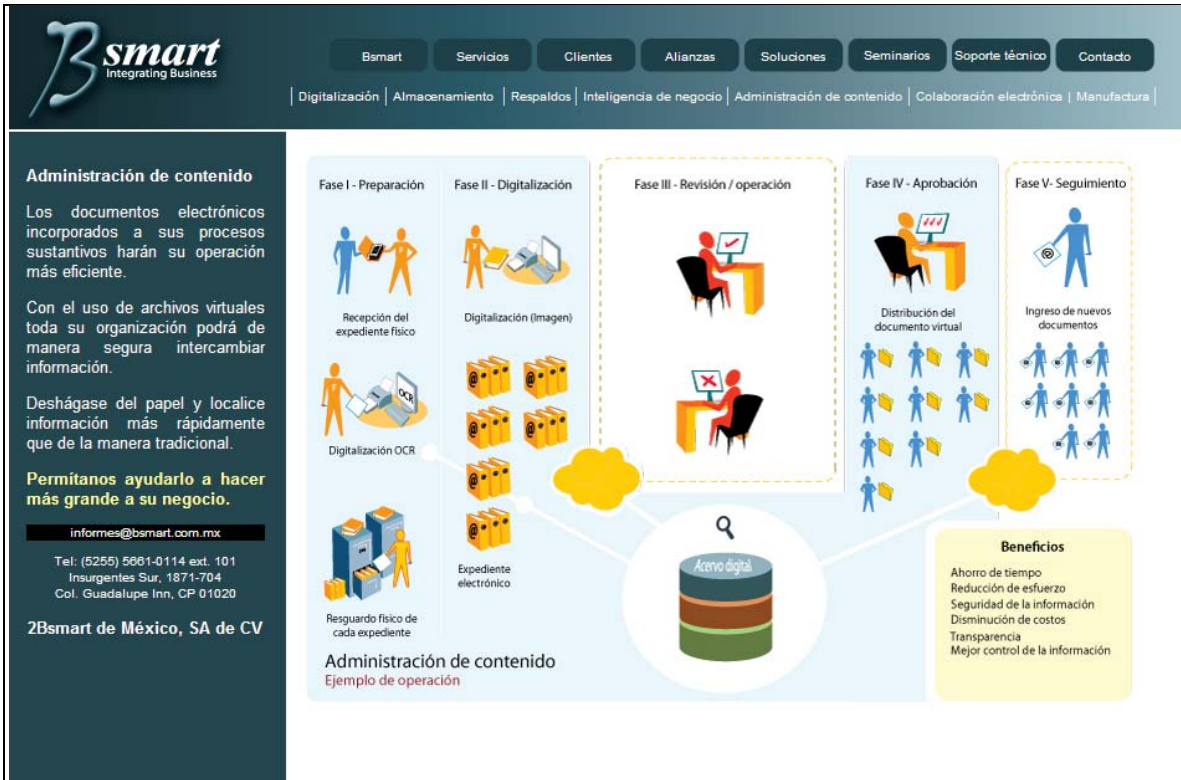 Bsmart
Integrating Business
Bsmart
Servicios
Clientes
Alianzas
Soluciones
Seminarios
Soporte técnico
Contacto
Digitalización | Almacenamiento | Respaldos | Inteligencia de negocio | Administración de contenido | Colaboración electrónica | Manufactura
Administración de contenido
Los documentos electrónicos
incorporados a sus procesos
sustantivos harán su operación
más eficiente.
Con el uso de archivos virtuales
toda su organización podrá de
manera segura intercambiar
información.
Deshágase del papel y localice
información más rápidamente
que de la manera tradicional.
Permítanos ayudarlo a hacer
más grande a su negocio.
informes@bsmart.com.mx
Tel: (5255) 5661-0114 ext. 101
Insurgentes Sur, 1871-704
Col. Guadalupe Inn, CP 01020
2Bsmart de México, SA de CV
Fase I - Preparación
Recepción del
expediente físico
OCR
Digitalización OCR
Resguardo físico de
cada expediente
Fase II - Digitalización
Digitalización (Imagen)
@ @
@ @
@
@
Expediente
electrónico
Fase III - Revisión / operación
Fase IV - Aprobación
Distribución del
documento virtual
Fase V- Seguimiento
@
Ingreso de nuevos
documentos
Acervo digital
Administración de contenido
Ejemplo de operación
Beneficios
Ahorro de tiempo
Reducción de esfuerzo
Seguridad de la información
Disminución de costos
Transparencia
Mejor control de la información